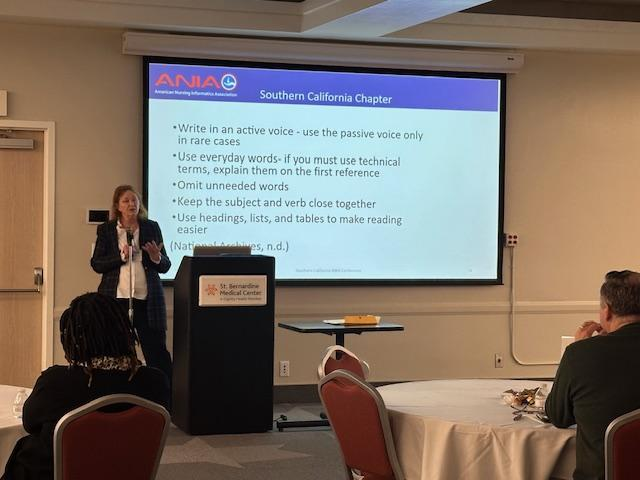 ANIA
American Nursing Informatics Association
Southern California Chapter
•Write in an active voice - use the passive voice only
in rare cases
•Use everyday words- if you must use technical
terms, explain them on the first reference
•Omit unneeded words
•Keep the subject and verb close together
•Use headings, lists, and tables to make reading
easier
(National Archives, n.d.)
Southern California
Conference
St. Bernardine
Medical Center
A Dignity Health Member